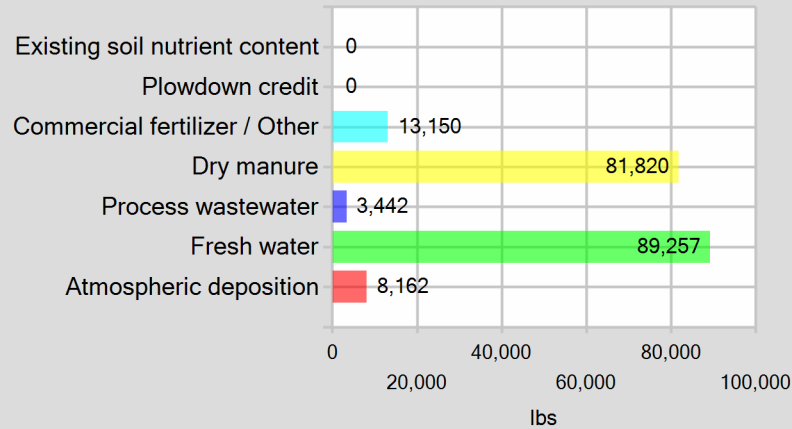 Existing soil nutrient content 0
Plowdown credit 0
Commercial fertilizer / Other 13,150
Dry manure 81,820
Process wastewater 3,442
Fresh water 89,257
Atmospheric deposition 8,162
0 40,000 80,000
20,000 60,000 100,000
lbs